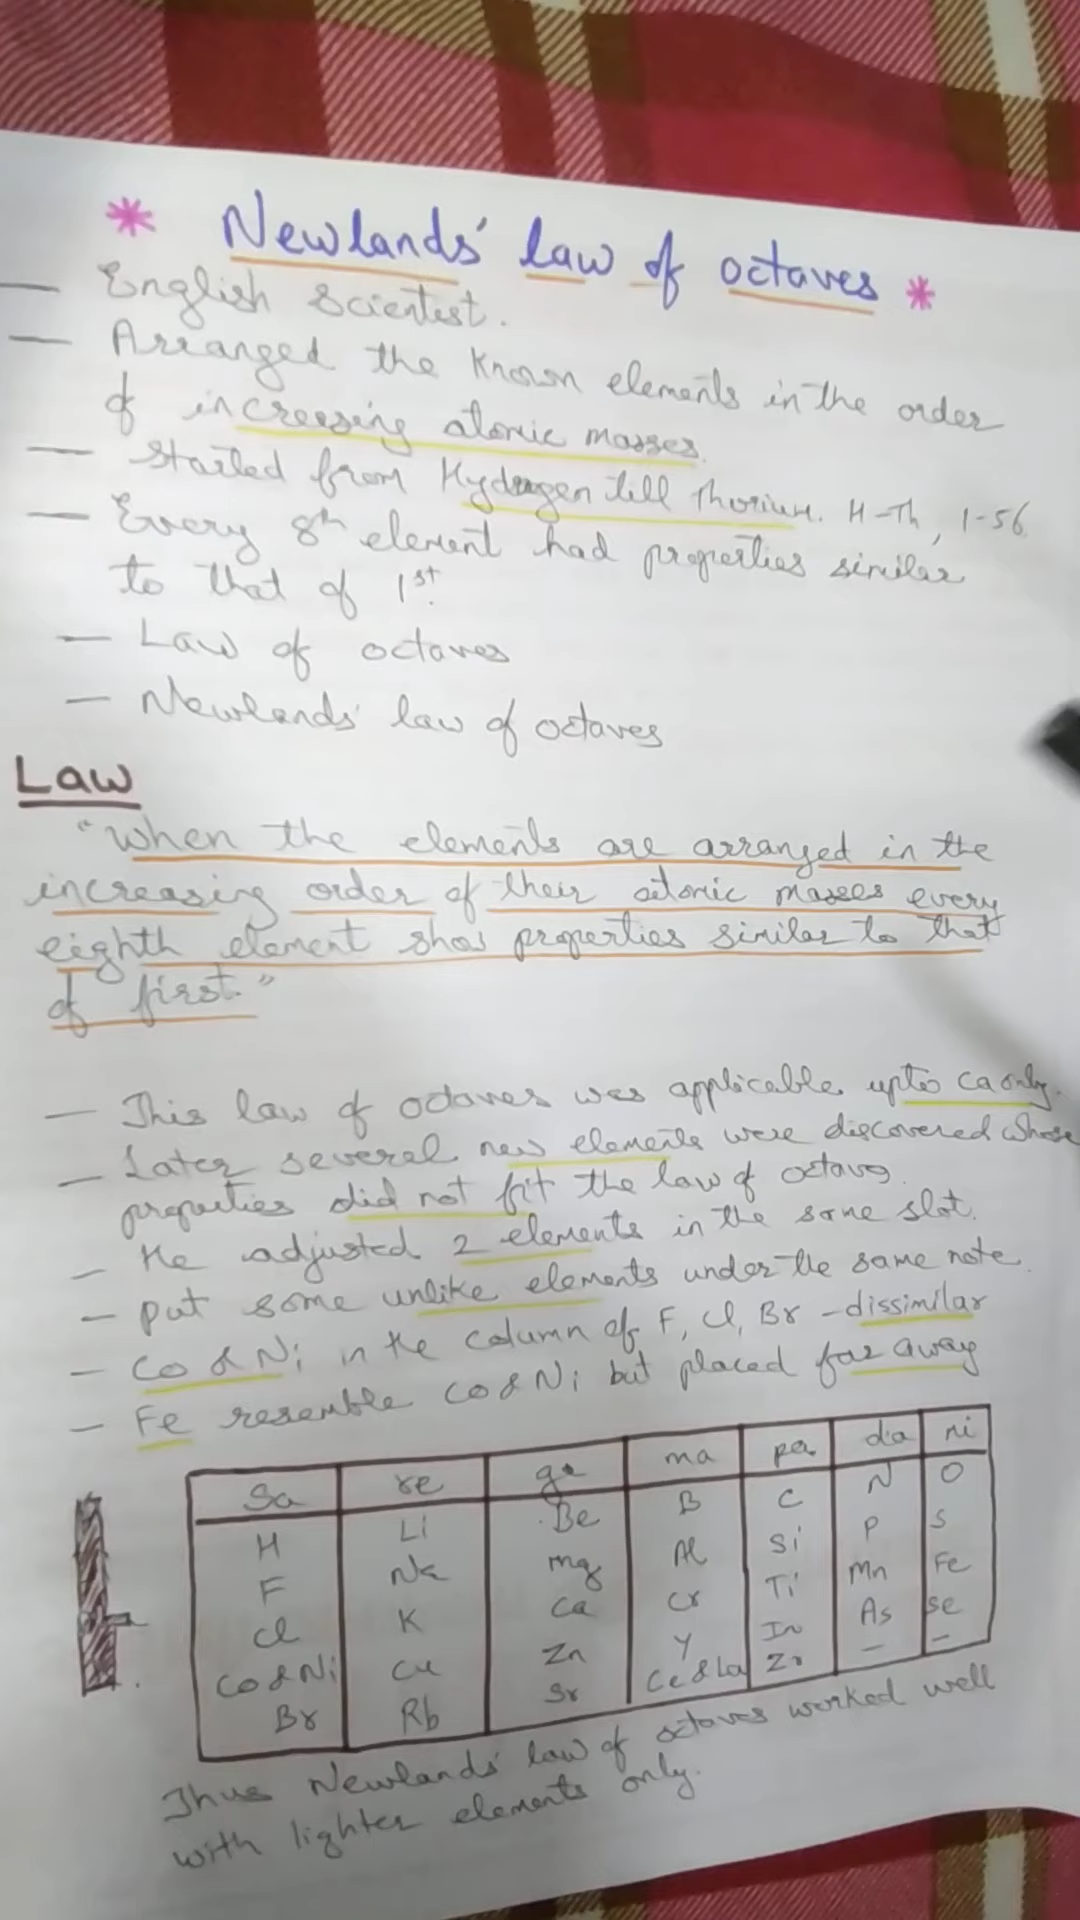 * Newlands' law of octaves *
— English Scientist.
— Arranged the known elements in the order
of increasing atomic masses.
— Started from Hydrogen till Thorium. H-Th, 1-56.
— Every 8th element had properties similar
to that of 1st.
— Law of octaves
— Newlands' law of octaves
Law
"When the elements are arranged in the
increasing order of their atomic masses every
eighth element show properties similar to that
of first."
— This law of octaves was applicable upto Ca only.
— Later several new elements were discovered whose
properties did not fit the law of octave.
— He adjusted 2 elements in the same slot.
— put some unlike elements under the same note.
— Co & Ni in the column of F, Cl, Br - dissimilar
— Fe resemble Co & Ni but placed far away
Sa re ga ma pa dha ni
H Li Be B C N O
F Na Mg Al Si P S
Cl K Ca Cr Ti Mn Fe
Co & Ni Cu Zn Y In As Se
Br Rb Sr Ce & La Zr — —
Thus Newlands' law of octaves worked well
with lighter elements only.